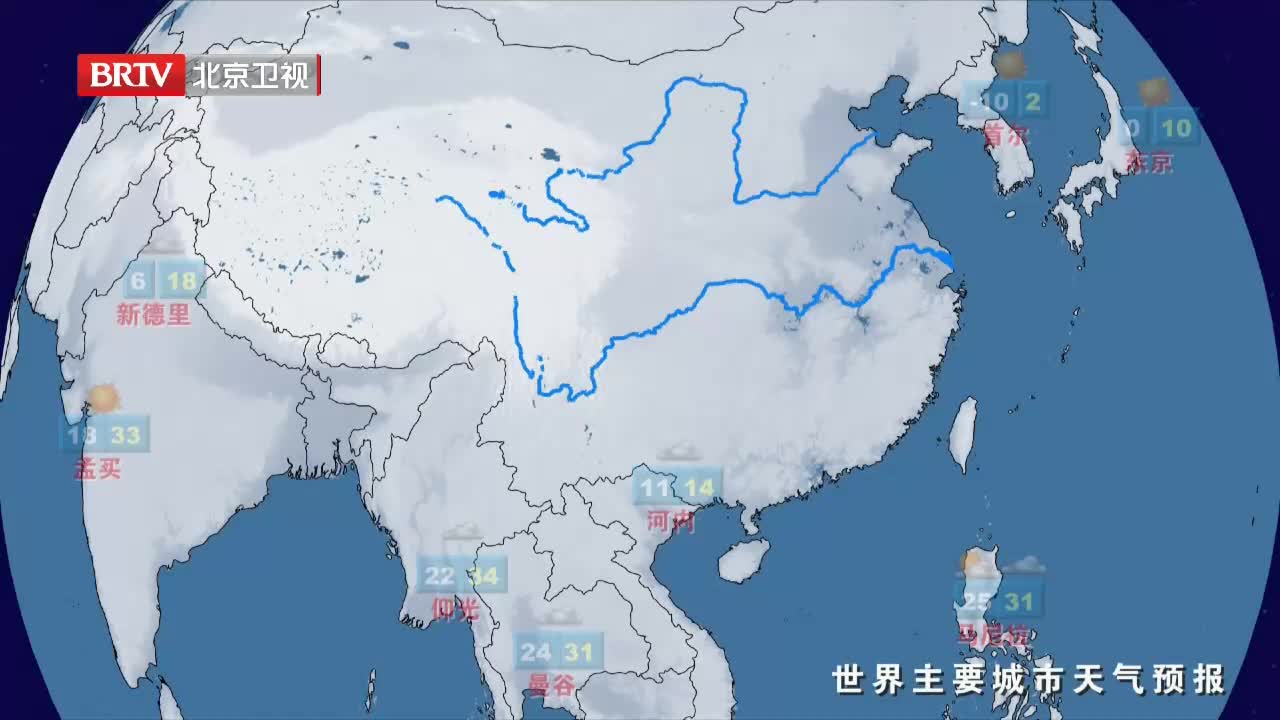 BRTV 北京卫视
-10 2
首尔
0 10
东京
6 18
新德里
18 33
孟买
11 14
河内
22 34
仰光
24 31
曼谷
25 31
马尼拉
世界主要城市天气预报